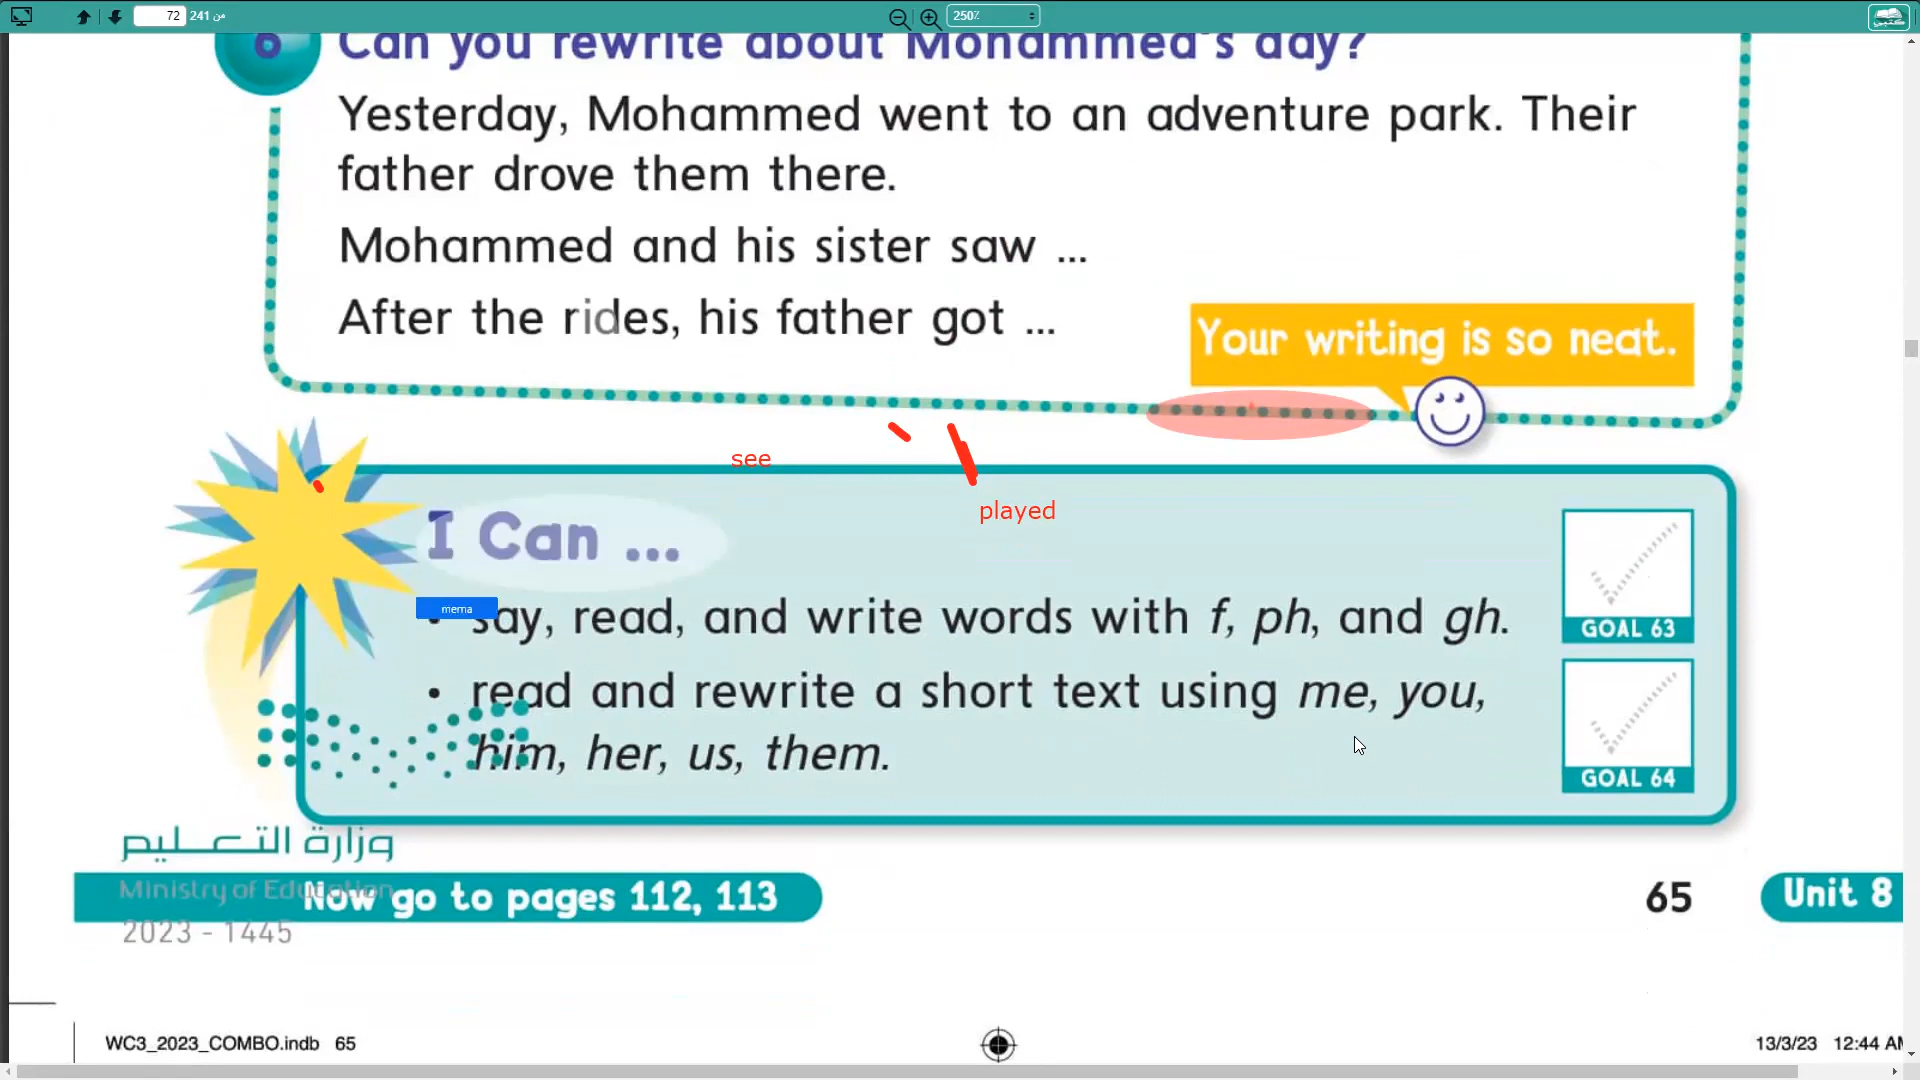 72
241 من
250٪
6 Can you rewrite about Mohammed's day?
Yesterday, Mohammed went to an adventure park. Their
father drove them there.
Mohammed and his sister saw ...
After the rides, his father got ...
Your writing is so neat.
see
played
I Can ...
mema
• say, read, and write words with f, ph, and gh.
GOAL 63
• read and rewrite a short text using me, you,
him, her, us, them.
GOAL 64
وزارة التعليم
Ministry of Education
Now go to pages 112, 113
2023 - 1445
65
Unit 8
WC3_2023_COMBO.indb 65
13/3/23 12:44 AM